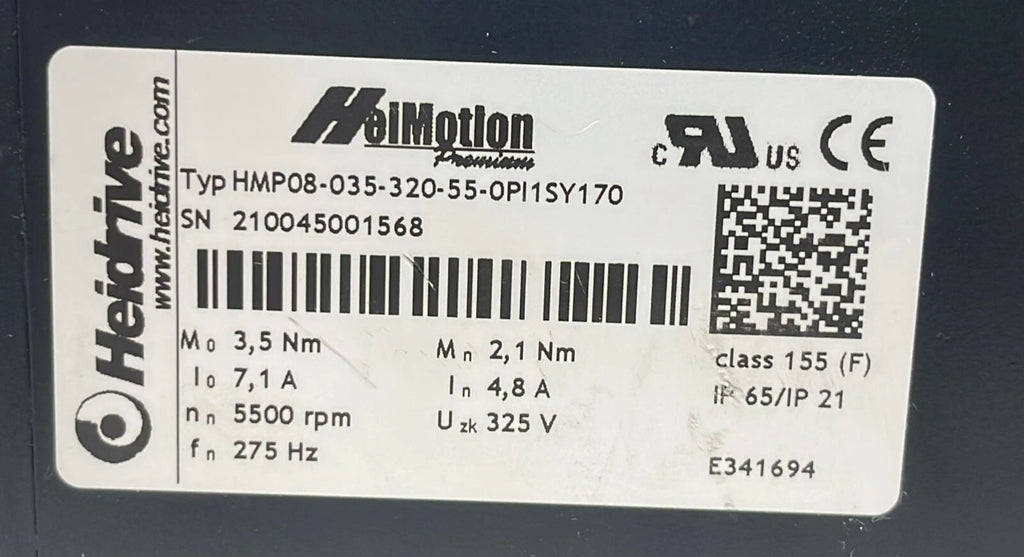 Heidrive
www.heidrive.com
HeiMotion
Premium
c RU US CE
Typ HMP08-035-320-55-0PI1SY170
SN 210045001568
M0 3,5 Nm
Mn 2,1 Nm
I0 7,1 A
In 4,8 A
nn 5500 rpm
Uzk 325 V
fn 275 Hz
class 155 (F)
IP 65/IP 21
E341694